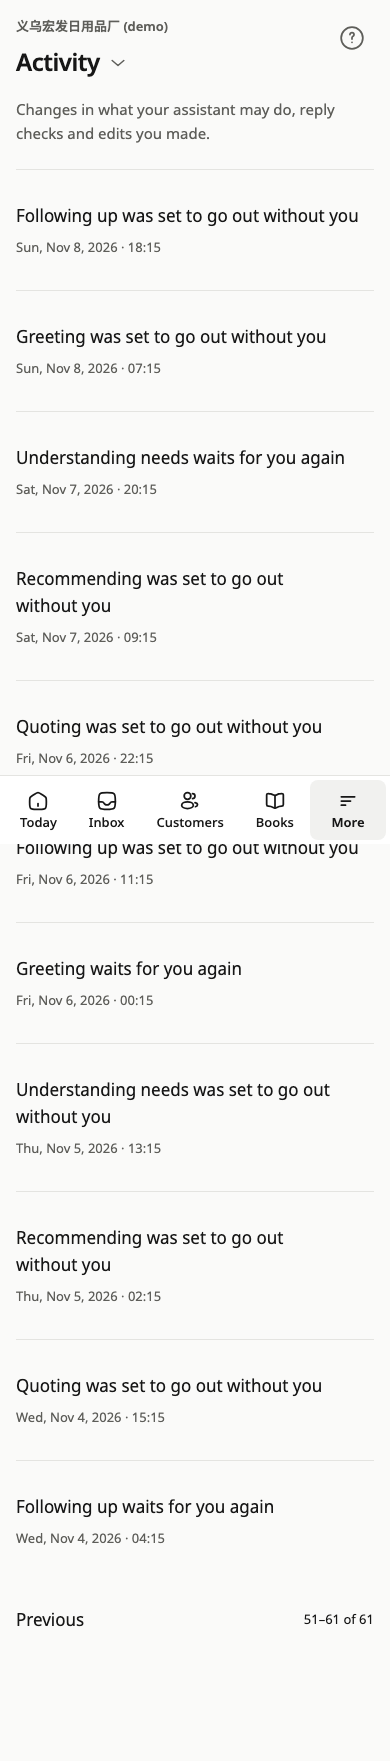 义乌宏发日用品厂 (demo)
Activity
Changes in what your assistant may do, reply
checks and edits you made.
Following up was set to go out without you
Sun, Nov 8, 2026 · 18:15
Greeting was set to go out without you
Sun, Nov 8, 2026 · 07:15
Understanding needs waits for you again
Sat, Nov 7, 2026 · 20:15
Recommending was set to go out
without you
Sat, Nov 7, 2026 · 09:15
Quoting was set to go out without you
Fri, Nov 6, 2026 · 22:15
Today Inbox Customers Books More
Following up was set to go out without you
Fri, Nov 6, 2026 · 11:15
Greeting waits for you again
Fri, Nov 6, 2026 · 00:15
Understanding needs was set to go out
without you
Thu, Nov 5, 2026 · 13:15
Recommending was set to go out
without you
Thu, Nov 5, 2026 · 02:15
Quoting was set to go out without you
Wed, Nov 4, 2026 · 15:15
Following up waits for you again
Wed, Nov 4, 2026 · 04:15
Previous 51–61 of 61